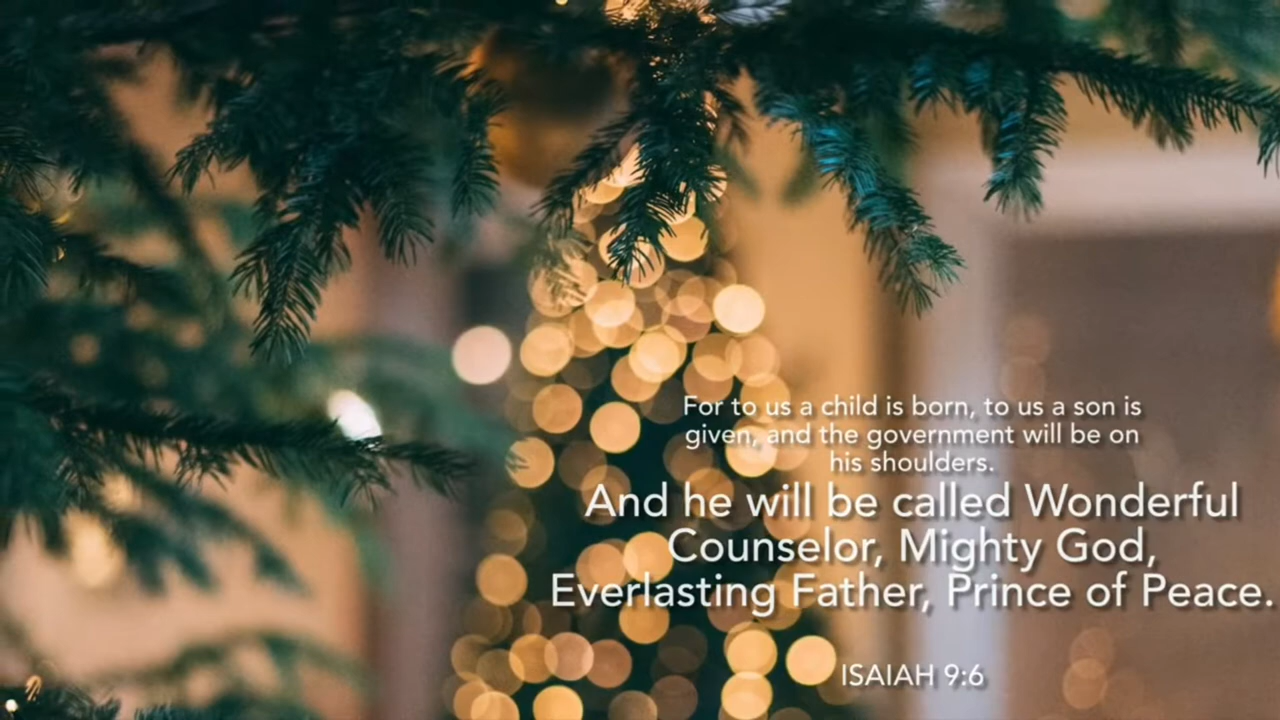 For to us a child is born, to us a son is
given, and the government will be on
his shoulders.
And he will be called Wonderful
Counselor, Mighty God,
Everlasting Father, Prince of Peace.
ISAIAH 9:6